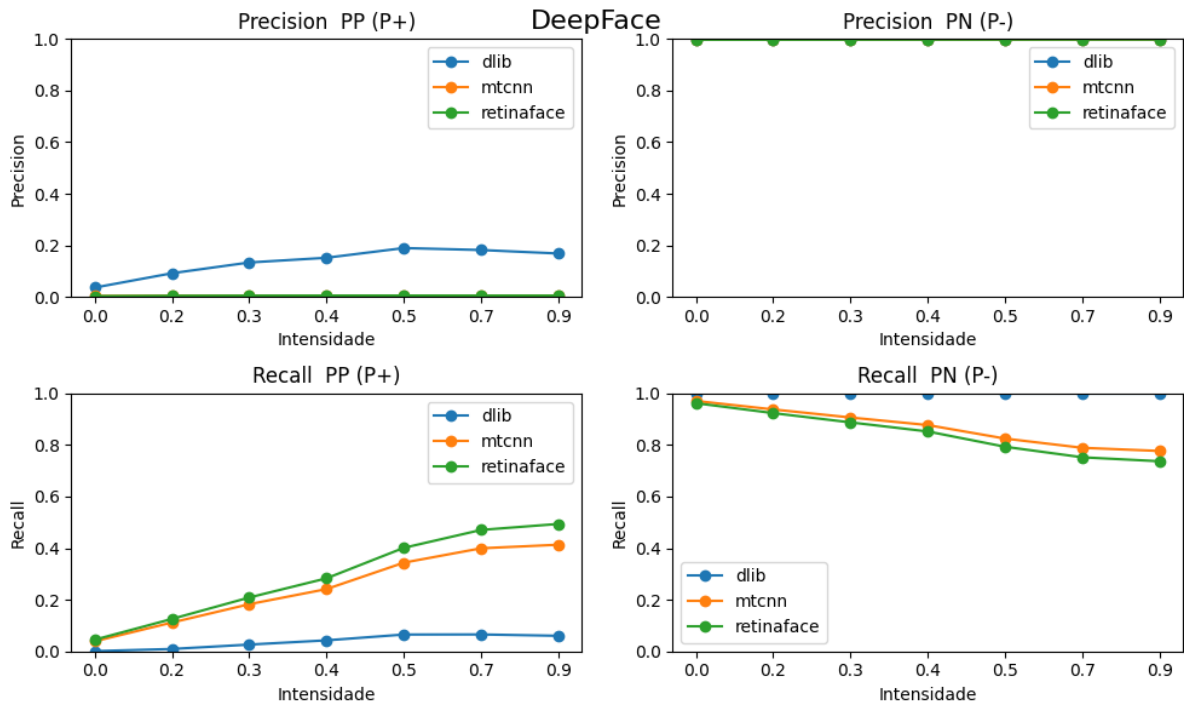 DeepFace
Precision  PP (P+)
1.0
0.8
0.6
0.4
0.2
0.0
Precision
dlib
mtcnn
retinaface
0.0 0.2 0.3 0.4 0.5 0.7 0.9
Intensidade
Precision  PN (P-)
1.0
0.8
0.6
0.4
0.2
0.0
Precision
dlib
mtcnn
retinaface
0.0 0.2 0.3 0.4 0.5 0.7 0.9
Intensidade
Recall  PP (P+)
1.0
0.8
0.6
0.4
0.2
0.0
Recall
dlib
mtcnn
retinaface
0.0 0.2 0.3 0.4 0.5 0.7 0.9
Intensidade
Recall  PN (P-)
1.0
0.8
0.6
0.4
0.2
0.0
Recall
dlib
mtcnn
retinaface
0.0 0.2 0.3 0.4 0.5 0.7 0.9
Intensidade